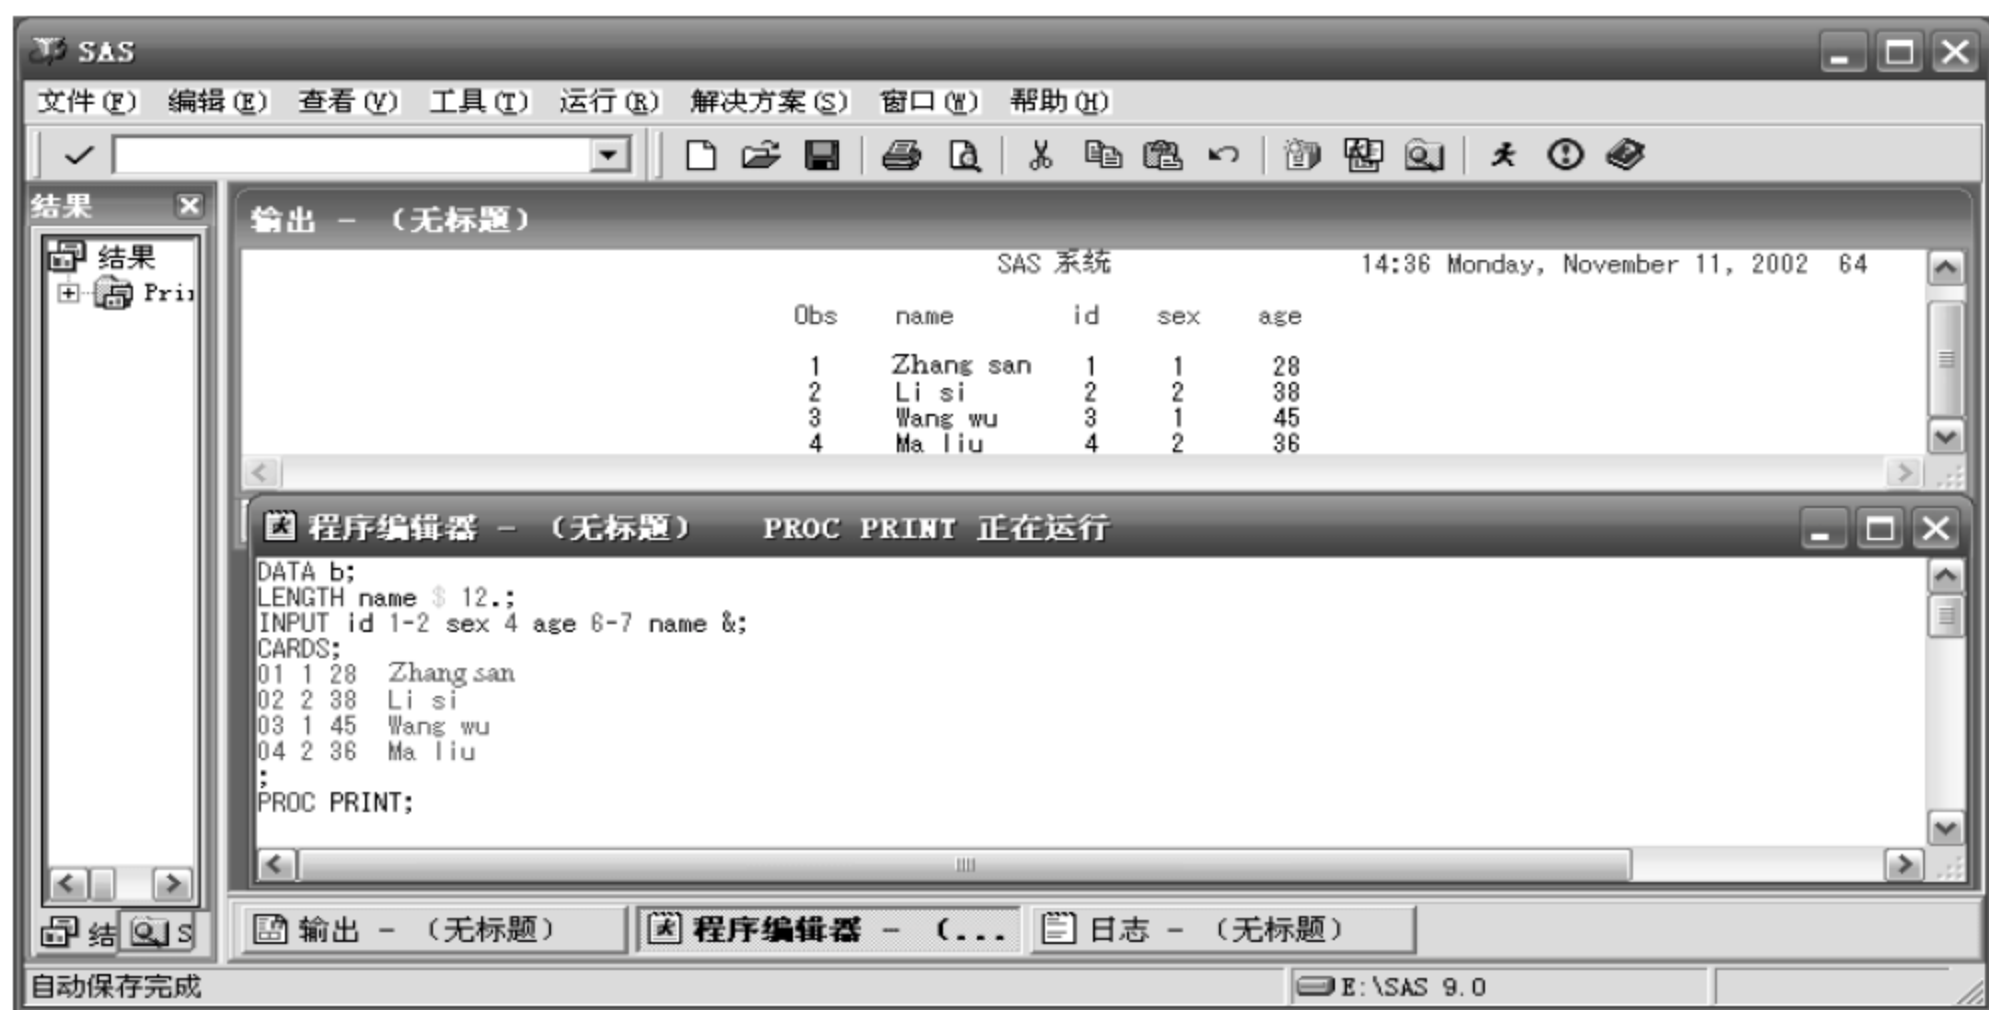 SAS
文件(F) 编辑(E) 查看(V) 工具(T) 运行(R) 解决方案(S) 窗口(W) 帮助(H)
结果
结果
输出 - (无标题)
SAS 系统 14:36 Monday, November 11, 2002 64
Obs name id sex age
1 Zhang san 1 1 28
2 Li si 2 2 38
3 Wang wu 3 1 45
4 Ma liu 4 2 36
程序编辑器 - (无标题) PROC PRINT 正在运行
DATA b;
LENGTH name $ 12.;
INPUT id 1-2 sex 4 age 6-7 name &;
CARDS;
01 1 28 Zhang san
02 2 38 Li si
03 1 45 Wang wu
04 2 36 Ma liu
;
PROC PRINT;
结 S
输出 - (无标题) 程序编辑器 - (... 日志 - (无标题)
自动保存完成 E:\SAS 9.0